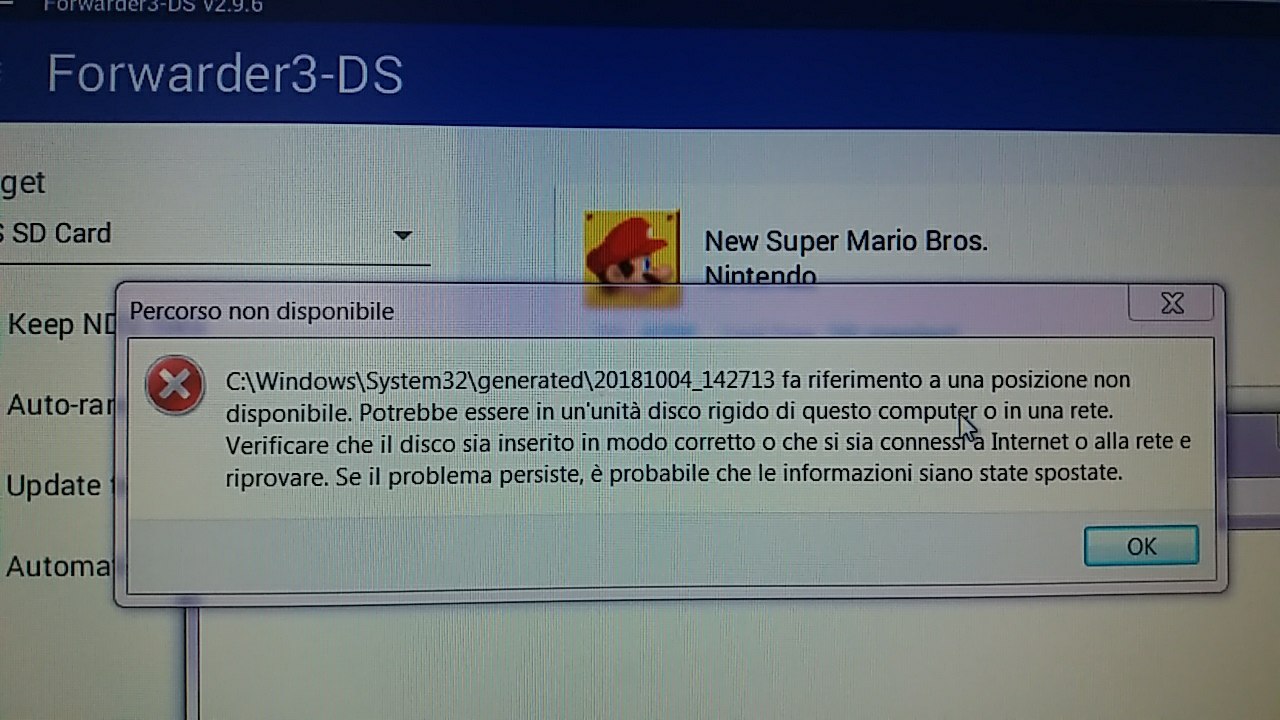 Forwarder3-DS v2.9.6
Forwarder3-DS
get
S SD Card
New Super Mario Bros.
Nintendo
Keep ND
Percorso non disponibile
C:\Windows\System32\generated\20181004_142713 fa riferimento a una posizione non
disponibile. Potrebbe essere in un'unità disco rigido di questo computer o in una rete.
Verificare che il disco sia inserito in modo corretto o che si sia connessi a Internet o alla rete e
riprovare. Se il problema persiste, è probabile che le informazioni siano state spostate.
Auto-ran
Update
Automa
OK